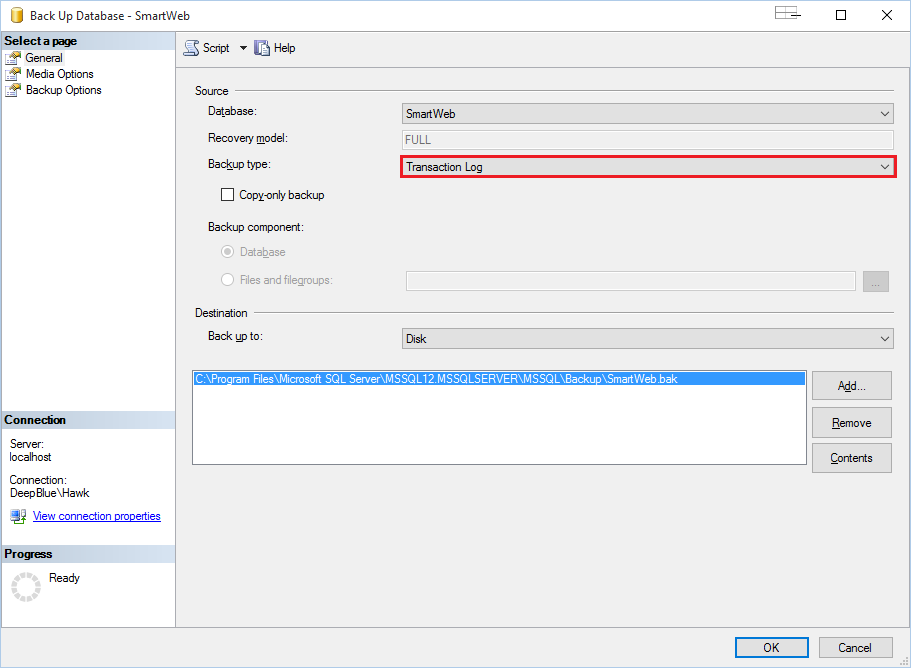 Back Up Database - SmartWeb
Select a page
General
Media Options
Backup Options
Script
Help
Source
Database:
SmartWeb
Recovery model:
FULL
Backup type:
Transaction Log
Copy-only backup
Backup component:
Database
Files and filegroups:
...
Destination
Back up to:
Disk
C:\Program Files\Microsoft SQL Server\MSSQL12.MSSQLSERVER\MSSQL\Backup\SmartWeb.bak
Add...
Remove
Contents
Connection
Server:
localhost
Connection:
DeepBlue\Hawk
View connection properties
Progress
Ready
OK
Cancel